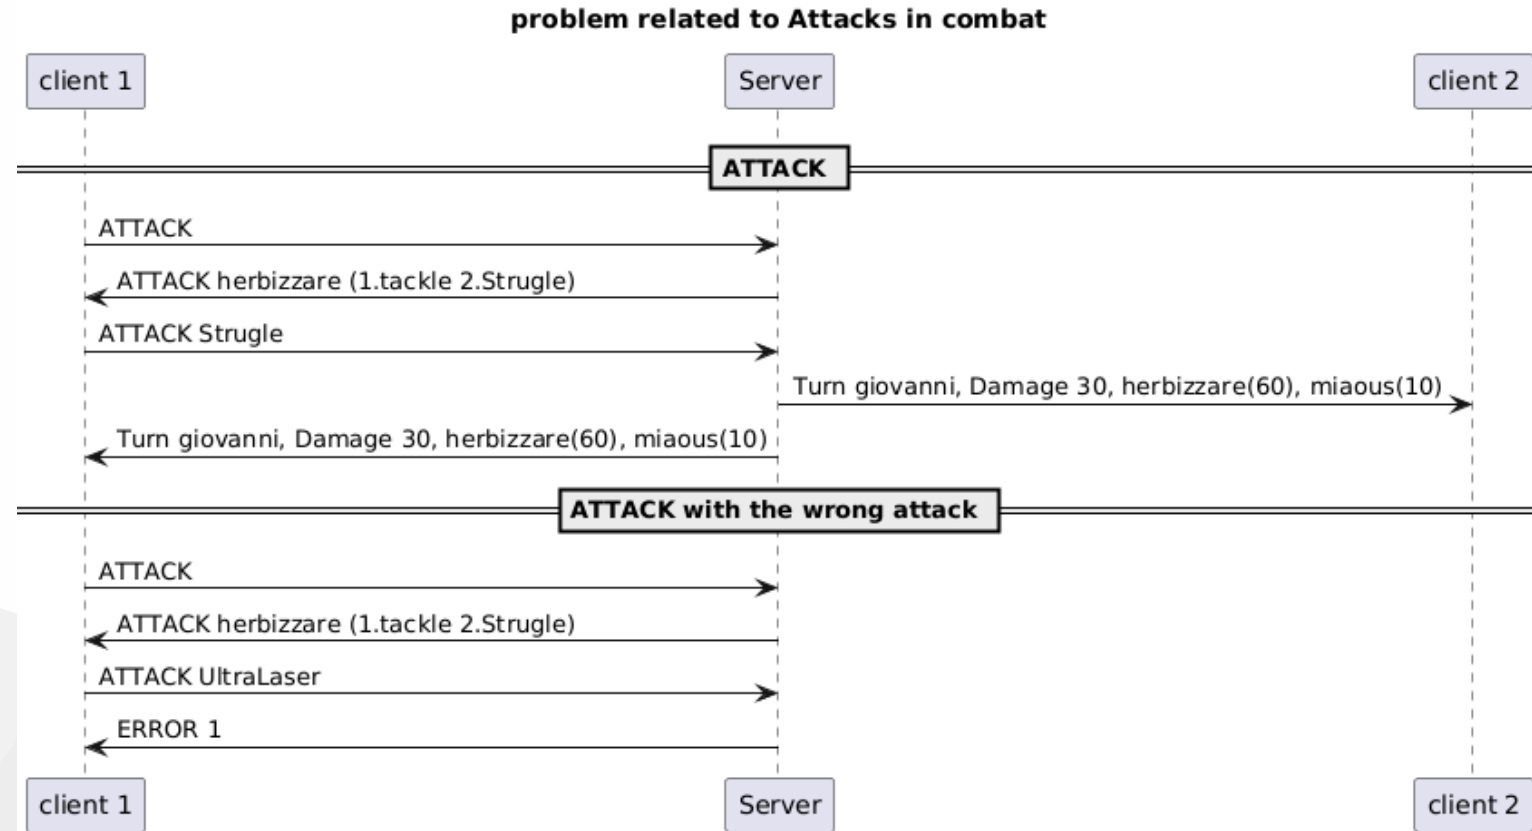 problem related to Attacks in combat
client 1 Server client 2
ATTACK
ATTACK
ATTACK herbizzare (1.tackle 2.Strugle)
ATTACK Strugle
Turn giovanni, Damage 30, herbizzare(60), miaous(10)
Turn giovanni, Damage 30, herbizzare(60), miaous(10)
ATTACK with the wrong attack
ATTACK
ATTACK herbizzare (1.tackle 2.Strugle)
ATTACK UltraLaser
ERROR 1
client 1 Server client 2